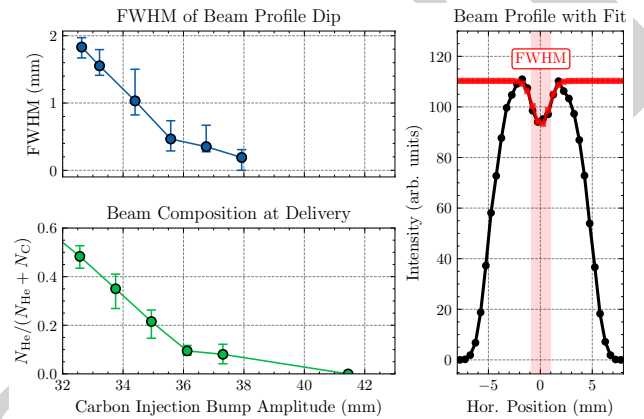 FWHM of Beam Profile Dip
FWHM (mm)
2
1
0
Beam Composition at Delivery
N_He/(N_He + N_C)
0.6
0.4
0.2
0.0
32 34 36 38 40 42
Carbon Injection Bump Amplitude (mm)
Beam Profile with Fit
FWHM
Intensity (arb. units)
120
100
80
60
40
20
0
−5 0 5
Hor. Position (mm)